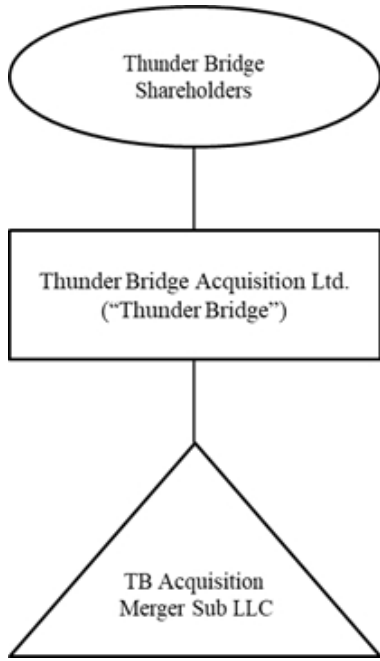 Thunder Bridge
Shareholders
Thunder Bridge Acquisition Ltd.
(“Thunder Bridge”)
TB Acquisition
Merger Sub LLC